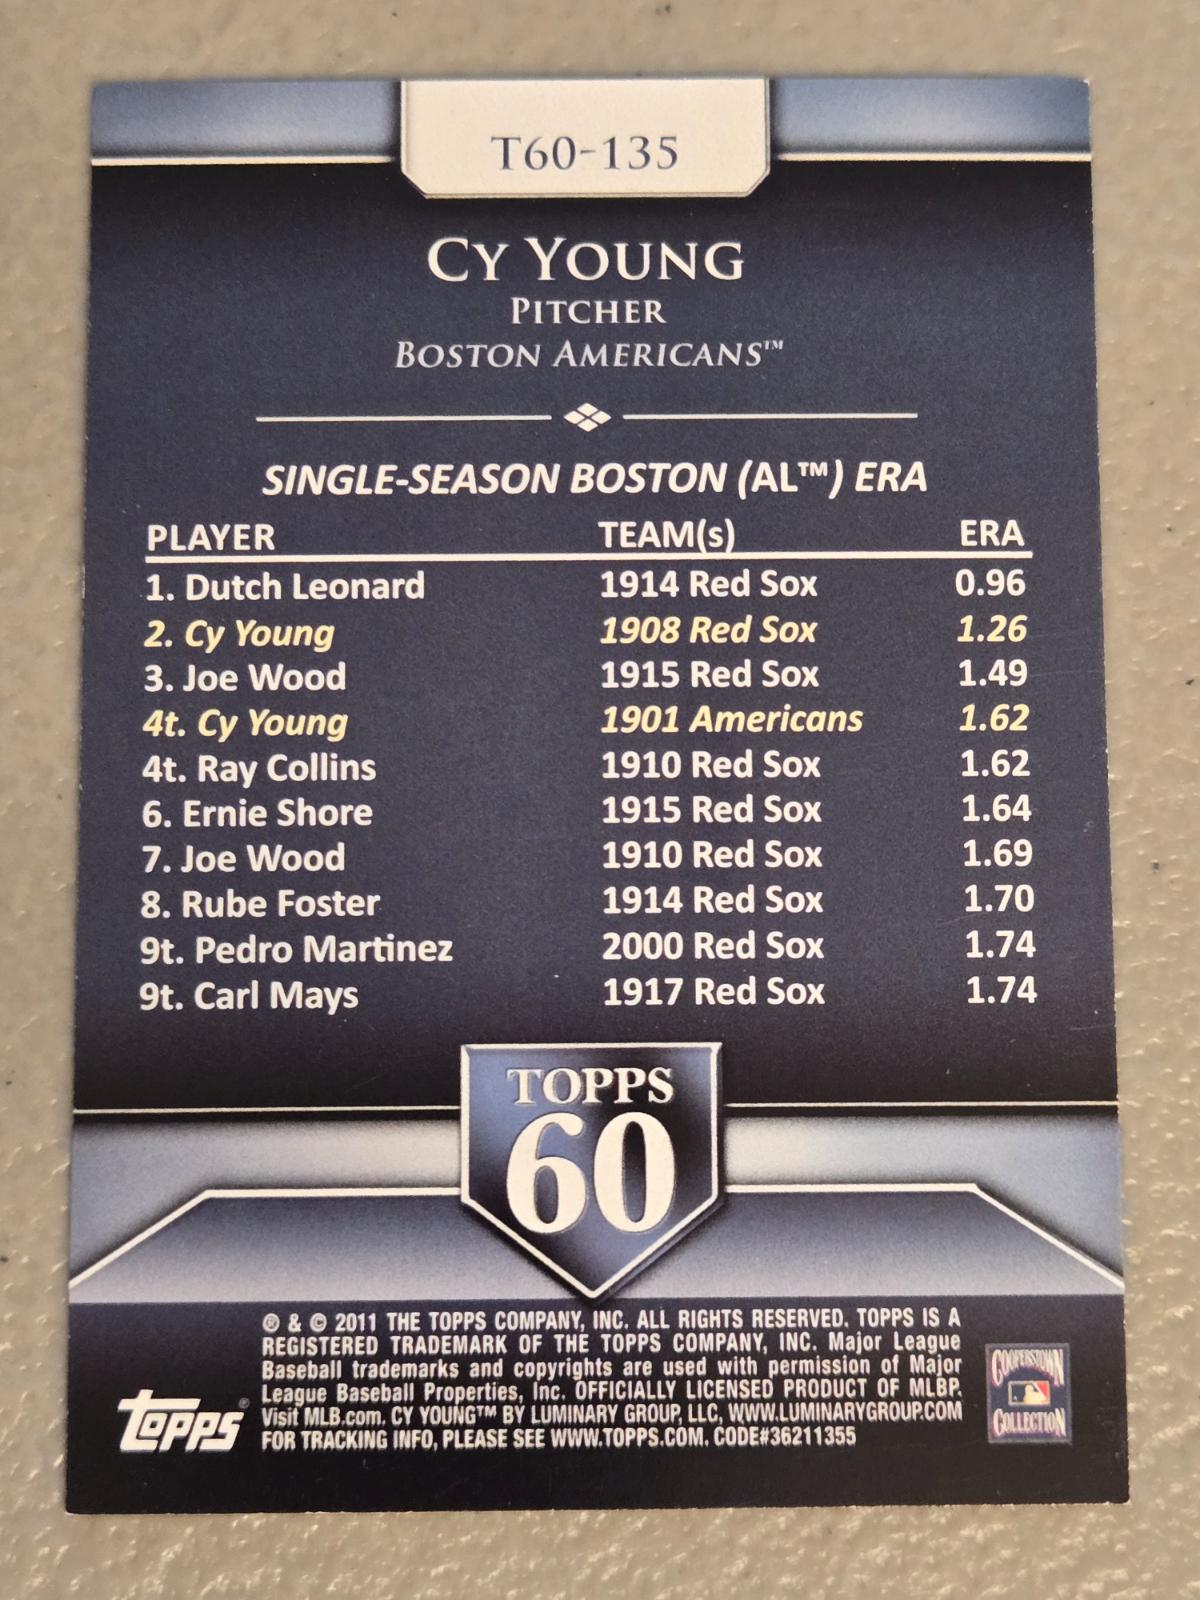 T60-135
CY YOUNG
PITCHER
BOSTON AMERICANS™
SINGLE-SEASON BOSTON (AL™) ERA
PLAYER TEAM(s) ERA
1. Dutch Leonard 1914 Red Sox 0.96
2. Cy Young 1908 Red Sox 1.26
3. Joe Wood 1915 Red Sox 1.49
4t. Cy Young 1901 Americans 1.62
4t. Ray Collins 1910 Red Sox 1.62
6. Ernie Shore 1915 Red Sox 1.64
7. Joe Wood 1910 Red Sox 1.69
8. Rube Foster 1914 Red Sox 1.70
9t. Pedro Martinez 2000 Red Sox 1.74
9t. Carl Mays 1917 Red Sox 1.74
TOPPS
60
® & © 2011 THE TOPPS COMPANY, INC. ALL RIGHTS RESERVED. TOPPS IS A
REGISTERED TRADEMARK OF THE TOPPS COMPANY, INC. Major League
Baseball trademarks and copyrights are used with permission of Major
League Baseball Properties, Inc. OFFICIALLY LICENSED PRODUCT OF MLBP.
Visit MLB.com. CY YOUNG™ BY LUMINARY GROUP, LLC, WWW.LUMINARYGROUP.COM
FOR TRACKING INFO, PLEASE SEE WWW.TOPPS.COM. CODE#36211355
Topps®
COOPERSTOWN
COLLECTION